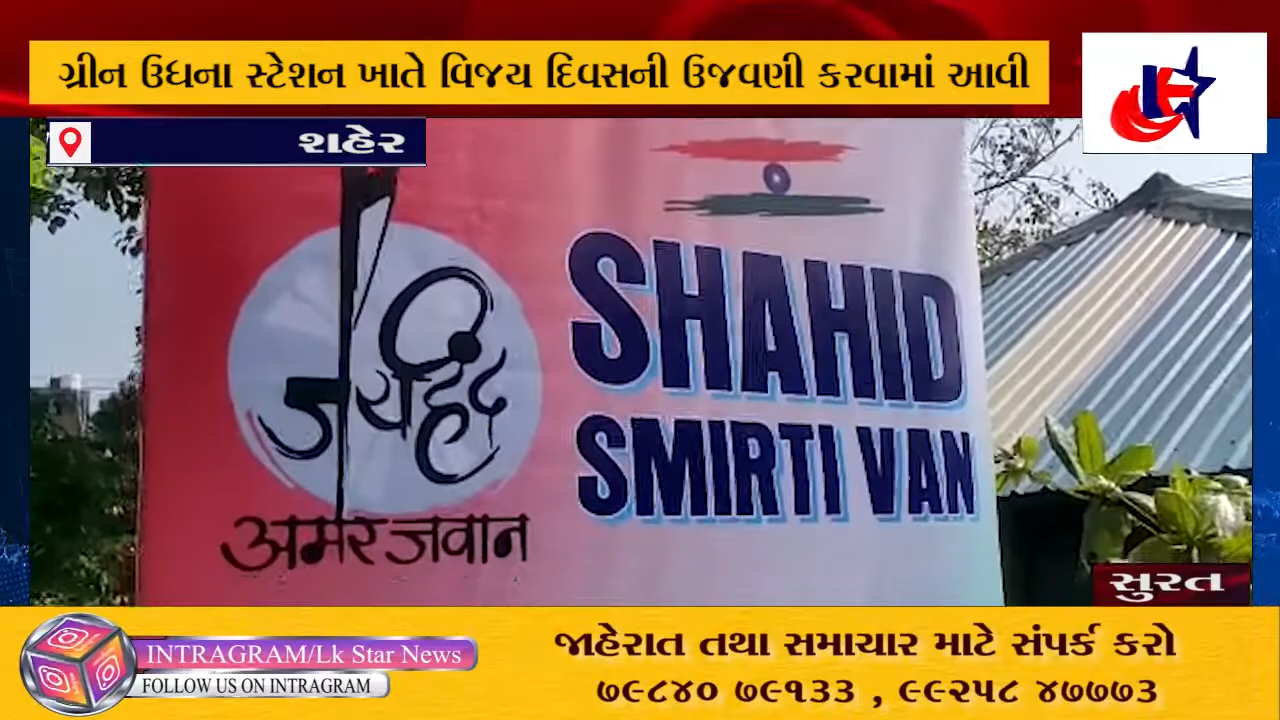 ગ્રીન ઉધના સ્ટેશન ખાતે વિજય દિવસની ઉજવણી કરવામાં આવી
શહેર
जयहिंद
अमर जवान
SHAHID
SMIRTI VAN
સુરત
INTRAGRAM/Lk Star News
FOLLOW US ON INTRAGRAM
જાહેરાત તથા સમાચાર માટે સંપર્ક કરો
૭૯૮૪૦ ૭૯૧૩૩ , ૯૯૨૫૮ ૪૭૭૭૩